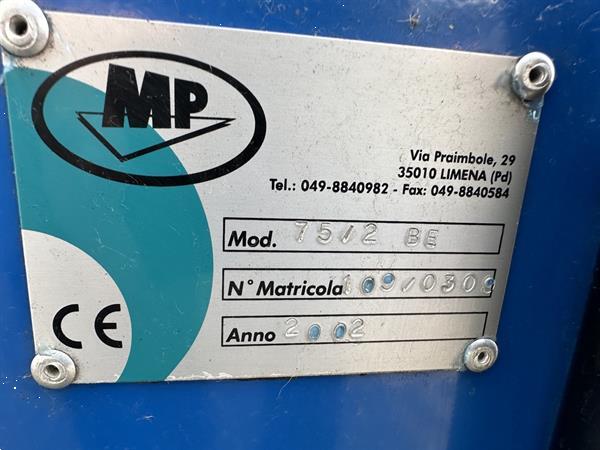 MP
Via Praimbole, 29
35010 LIMENA (Pd)
Tel.: 049-8840982 - Fax: 049-8840584
Mod. 75/2 BE
N° Matricola
Anno 2002
CE